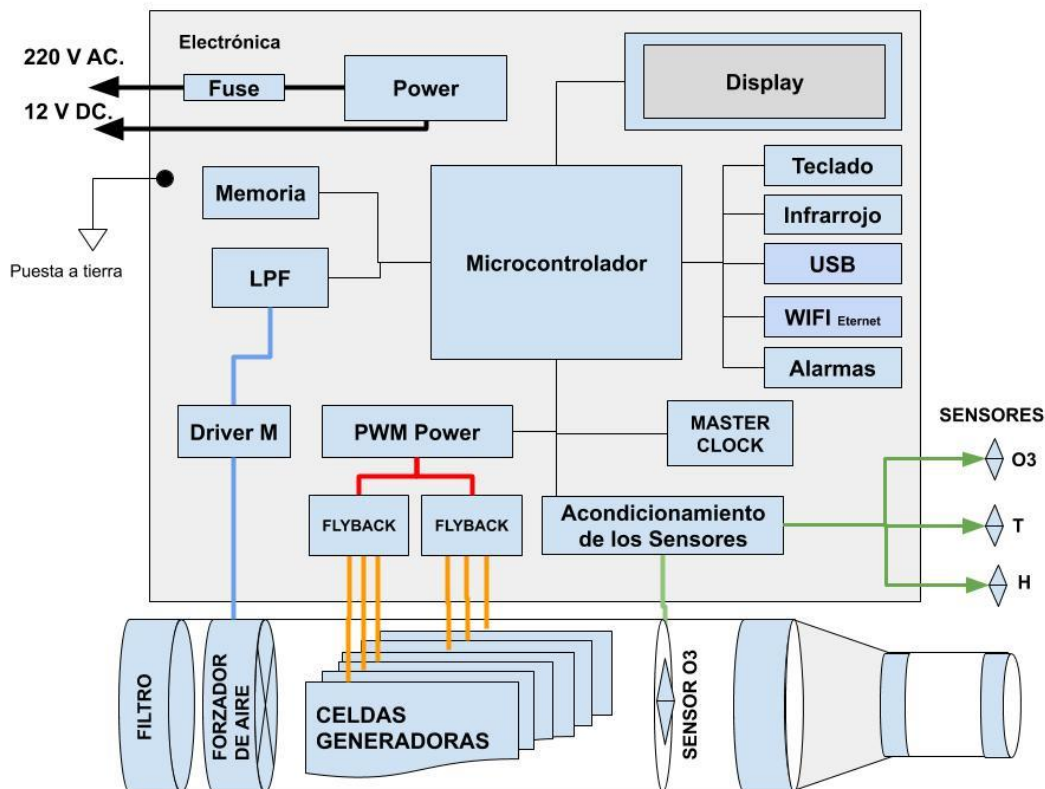 Electrónica
220 V AC.
Fuse
Power
Display
12 V DC.
Puesta a tierra
Memoria
LPF
Microcontrolador
Teclado
Infrarrojo
USB
WIFI Eternet
Alarmas
Driver M
PWM Power
MASTER
CLOCK
FLYBACK
FLYBACK
Acondicionamiento
de los Sensores
SENSORES
O3
T
H
FILTRO
FORZADOR
DE AIRE
CELDAS
GENERADORAS
SENSOR O3